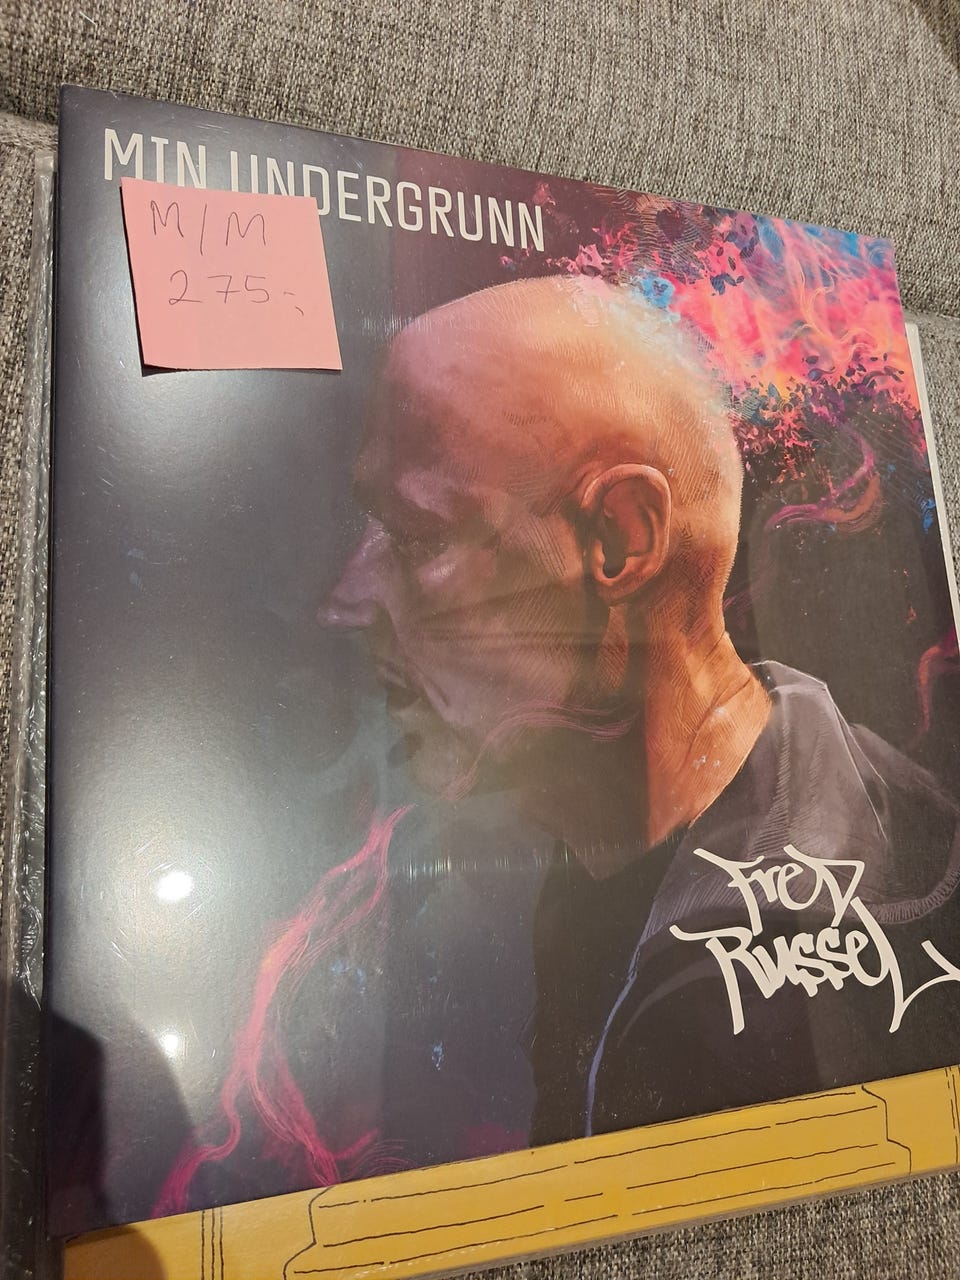 MIN UNDERGRUNN
M/M
275:-
FreD
RusseL